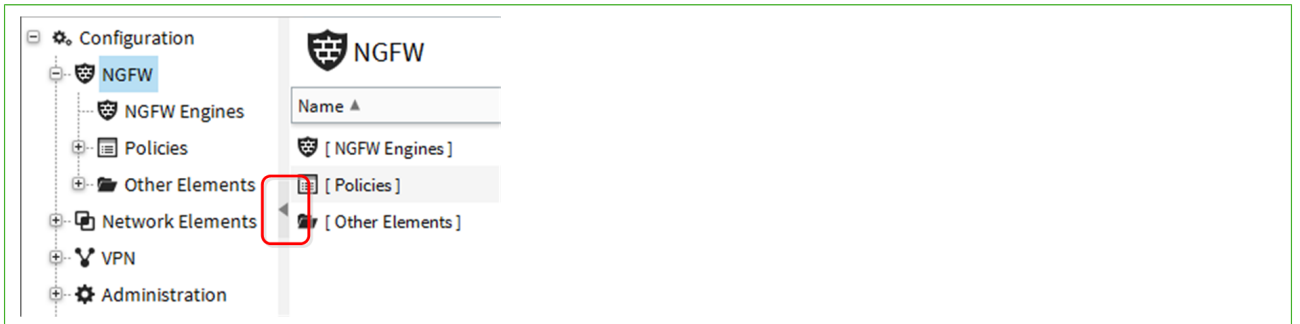 Configuration
NGFW
NGFW Engines
Policies
Other Elements
Network Elements
VPN
Administration
NGFW
Name
[ NGFW Engines ]
[ Policies ]
[ Other Elements ]